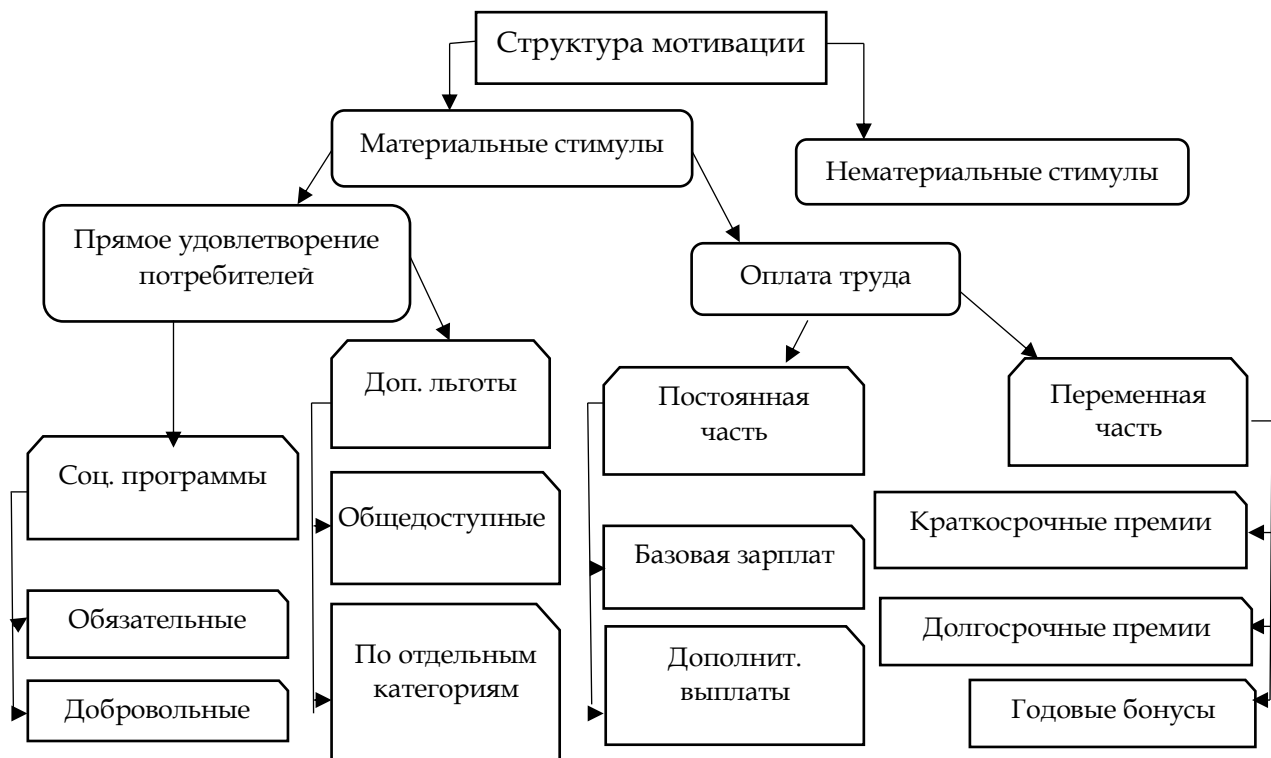 Структура мотивации
Материальные стимулы
Нематериальные стимулы
Прямое удовлетворение
потребителей
Оплата труда
Доп. льготы
Постоянная
часть
Переменная
часть
Соц. программы
Общедоступные
Краткосрочные премии
Базовая зарплат
Обязательные
Долгосрочные премии
По отдельным
категориям
Дополнит.
выплаты
Добровольные
Годовые бонусы